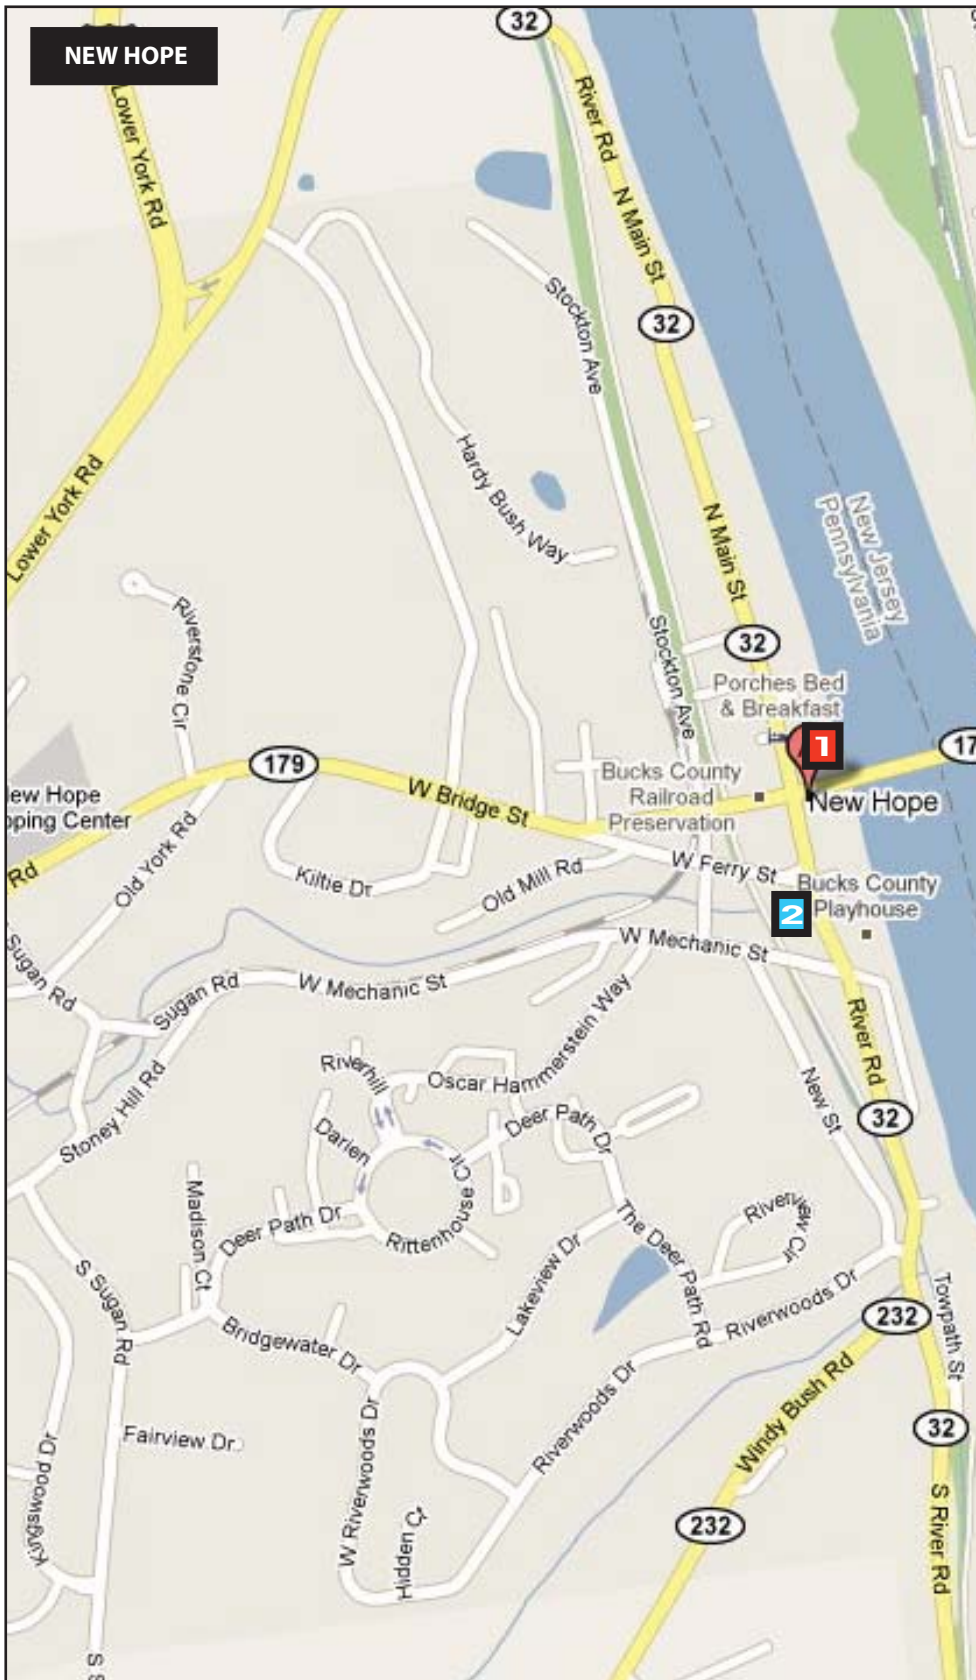 NEW HOPE
32
Lower York Rd
River Rd
N Main St
Stockton Ave
32
Lower York Rd
Hardy Bush Way
N Main St
New Jersey
Pennsylvania
Riverstone Cir
Stockton Ave
32
Porches Bed
& Breakfast
1
17
179
W Bridge St
Bucks County
Railroad
Preservation
New Hope
ew Hope
pping Center
Rd
Old York Rd
Kiltie Dr
Old Mill Rd
W Ferry St
Bucks County
Playhouse
2
Sugan Rd
Sugan Rd
W Mechanic St
W Mechanic St
River Rd
Stoney Hill Rd
Riverhill
Oscar Hammerstein Way
New St
32
Darien
Deer Path Dr
Madison Ct
Deer Path Dr
Rittenhouse Cir
Riverview Cir
The Deer Path Rd
S Sugan Rd
Lakeview Dr
Riverwoods Dr
Bridgewater Dr
232
Towpath St
Windy Bush Rd
Fairview Dr
W Riverwoods Dr
Riverwoods Dr
32
Kingswood Dr
Hidden Ct
232
S River Rd
S S